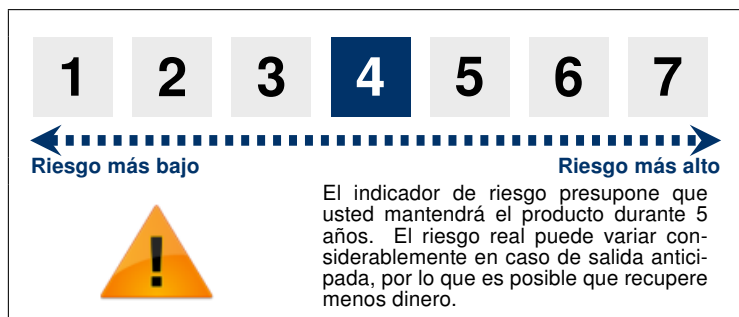 1 2 3 4 5 6 7
Riesgo más bajo Riesgo más alto
El indicador de riesgo presupone que
usted mantendrá el producto durante 5
años. El riesgo real puede variar con-
siderablemente en caso de salida antici-
pada, por lo que es posible que recupere
menos dinero.